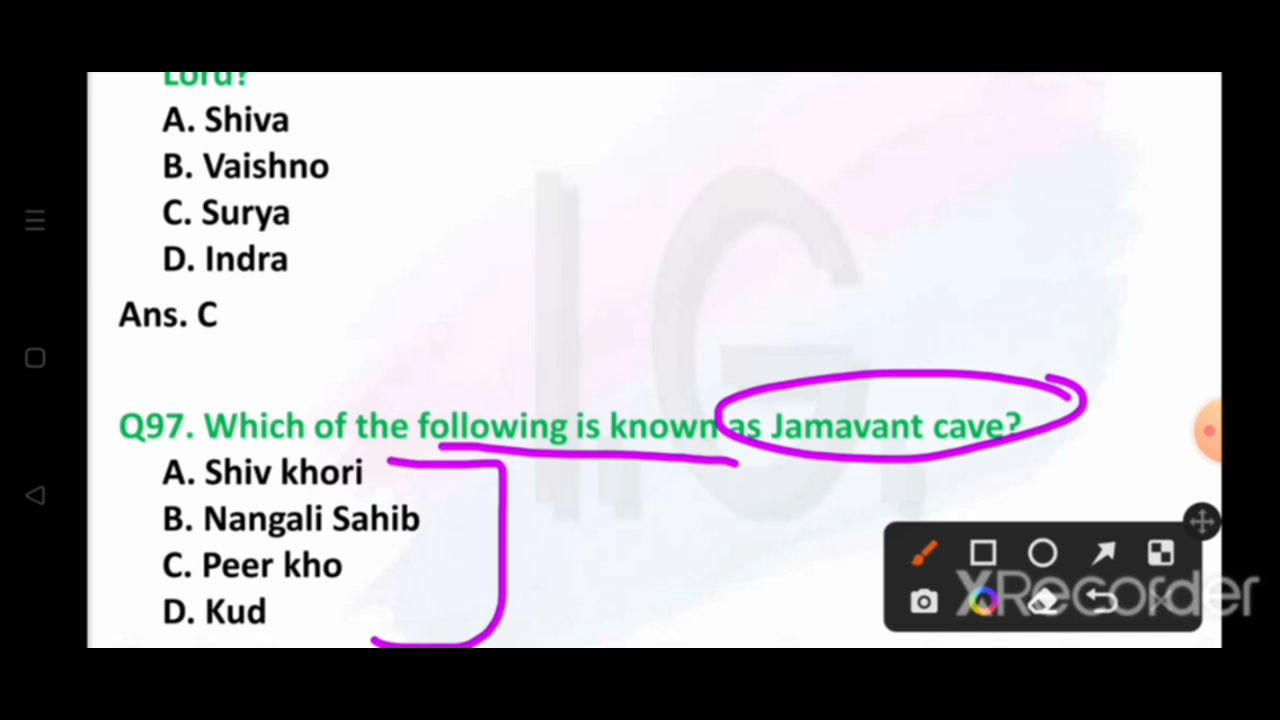 Lord?
A. Shiva
B. Vaishno
C. Surya
D. Indra
Ans. C
Q97. Which of the following is known as Jamavant cave?
A. Shiv khori
B. Nangali Sahib
C. Peer kho
D. Kud
XRecorder